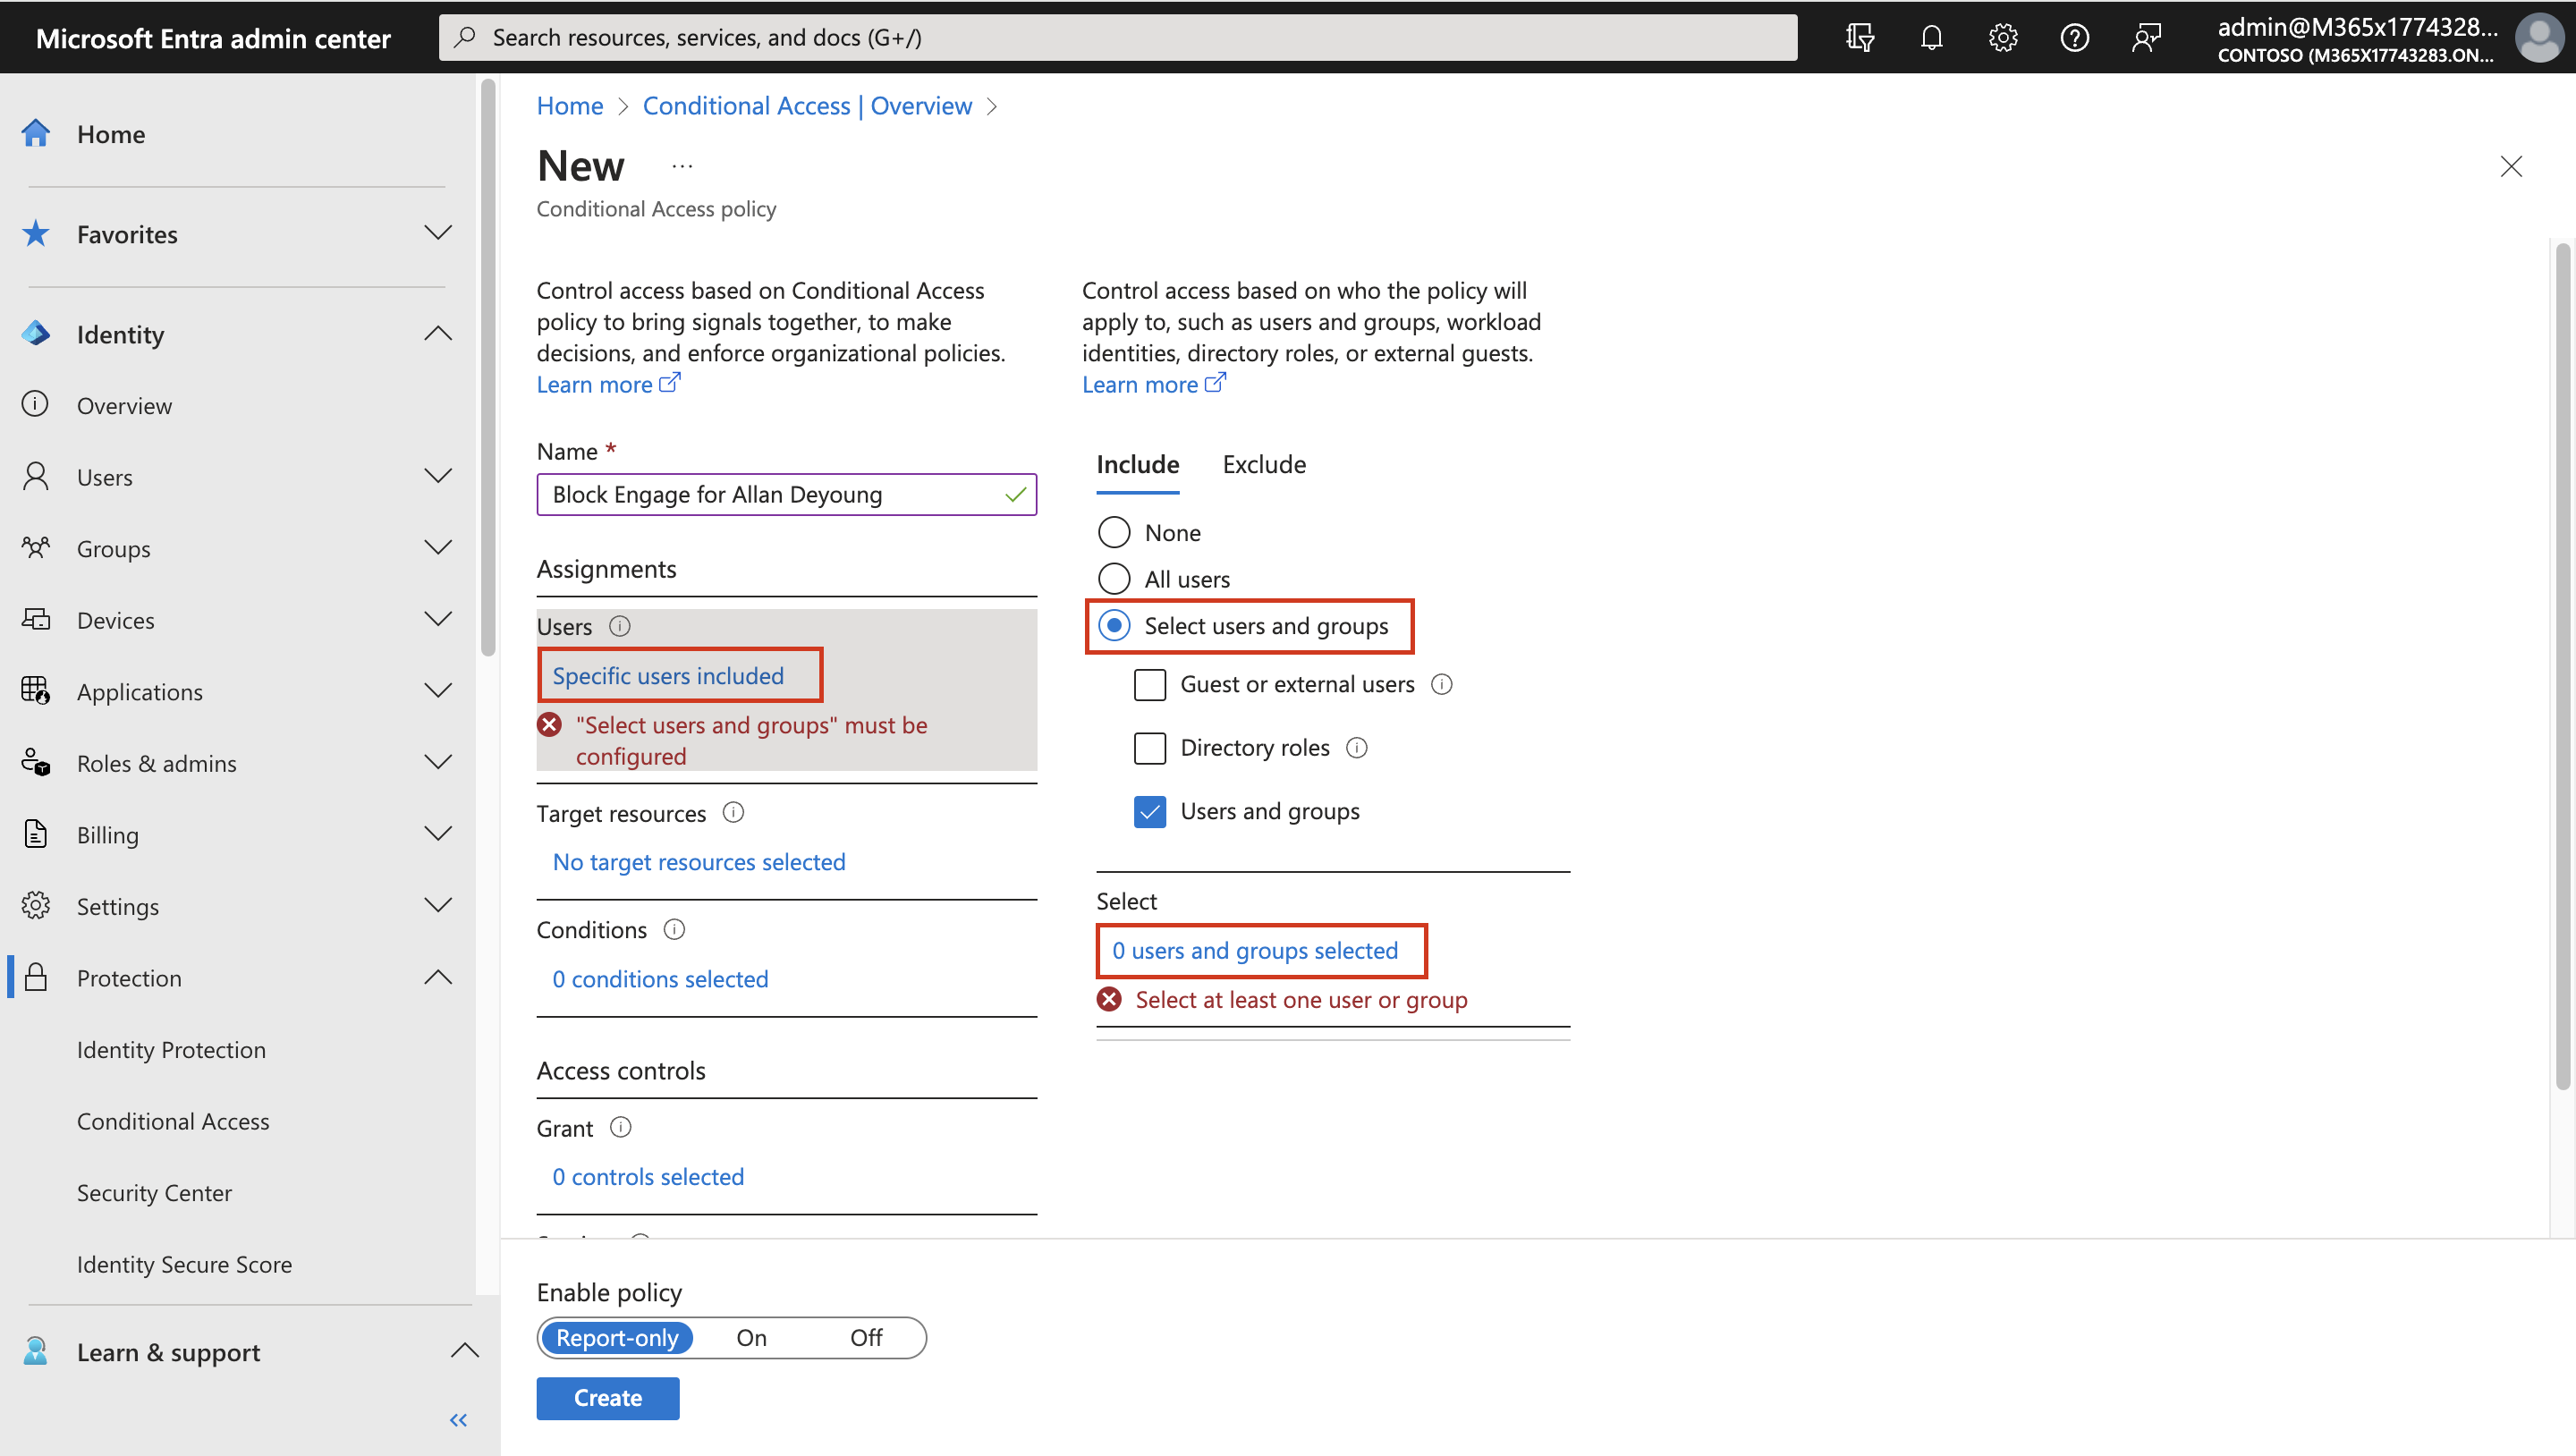 Microsoft Entra admin center
Search resources, services, and docs (G+/)
admin@M365x1774328...
CONTOSO (M365X17743283.ON...
Home
Favorites
Identity
Overview
Users
Groups
Devices
Applications
Roles & admins
Billing
Settings
Protection
Identity Protection
Conditional Access
Security Center
Identity Secure Score
Learn & support
Home > Conditional Access | Overview >
New ...
Conditional Access policy
Control access based on Conditional Access
policy to bring signals together, to make
decisions, and enforce organizational policies.
Learn more
Name *
Block Engage for Allan Deyoung
Assignments
Users
Specific users included
"Select users and groups" must be
configured
Target resources
No target resources selected
Conditions
0 conditions selected
Access controls
Grant
0 controls selected
Control access based on who the policy will
apply to, such as users and groups, workload
identities, directory roles, or external guests.
Learn more
Include Exclude
None
All users
Select users and groups
Guest or external users
Directory roles
Users and groups
Select
0 users and groups selected
Select at least one user or group
Enable policy
Report-only On Off
Create